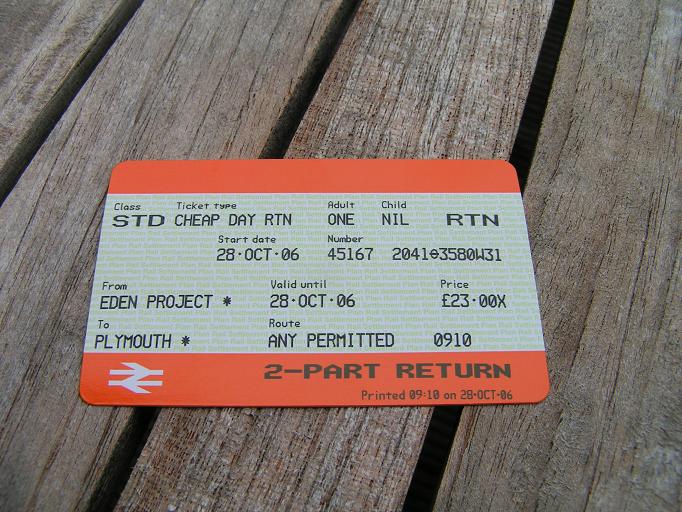 Class Ticket type Adult Child
STD CHEAP DAY RTN ONE NIL RTN
Start date Number
28·OCT·06 45167 2041⊖3580W31
From Valid until Price
EDEN PROJECT * 28·OCT·06 £23·00X
To Route
PLYMOUTH * ANY PERMITTED 0910
2-PART RETURN
Printed 09:10 on 28·OCT·06